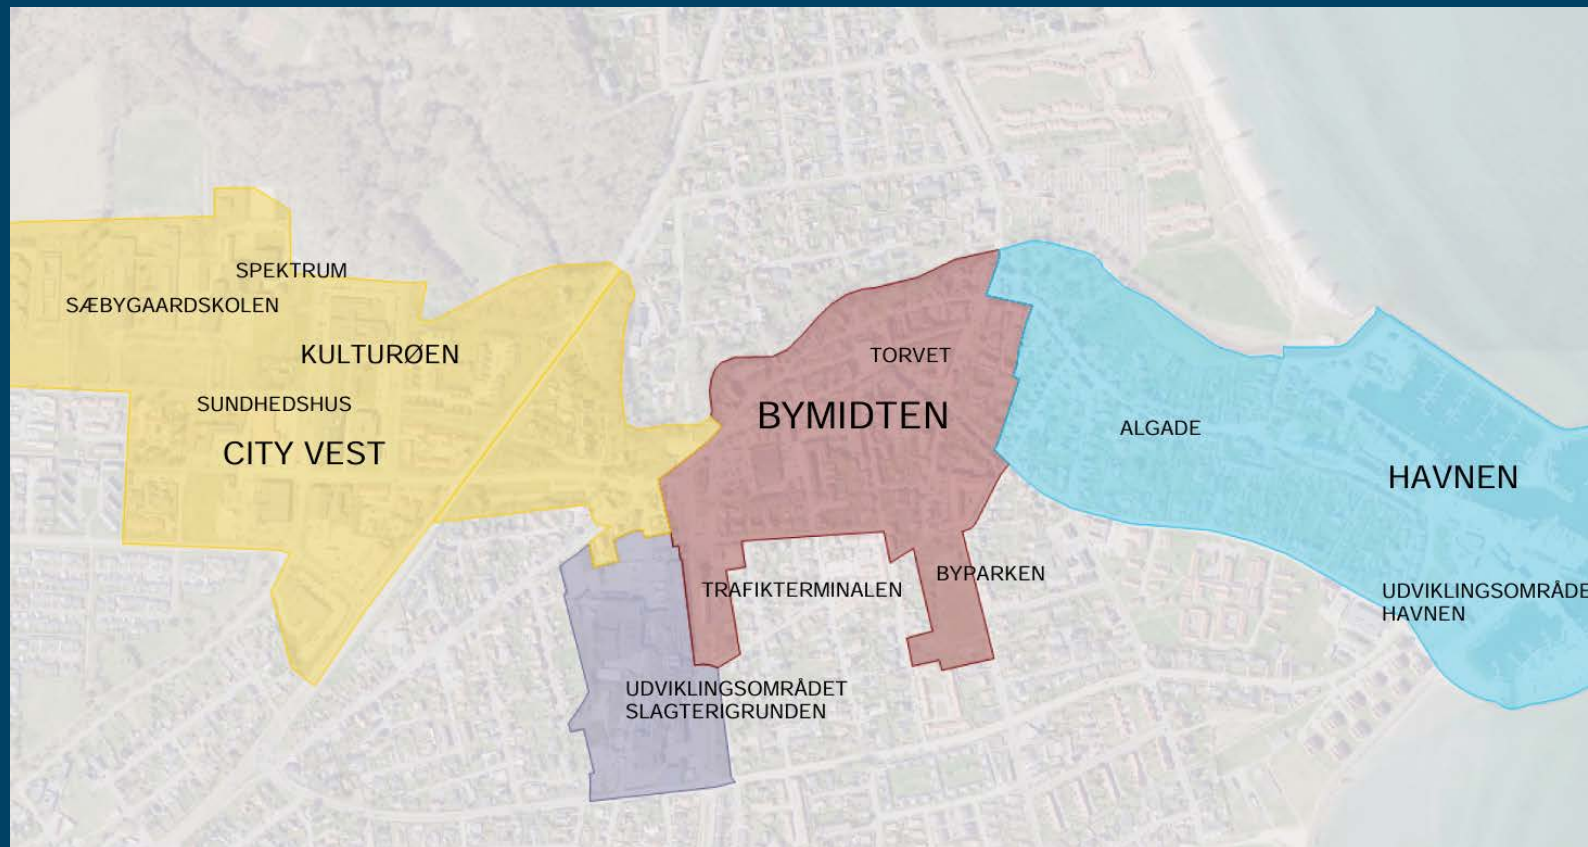 SPEKTRUM
SÆBYGAARDSKOLEN
KULTURØEN
SUNDHEDSHUS
CITY VEST
TORVET
BYMIDTEN
ALGADE
HAVNEN
TRAFIKTERMINALEN
BYPARKEN
UDVIKLINGSOMRÅDE
HAVNEN
UDVIKLINGSOMRÅDET
SLAGTERIGRUNDEN